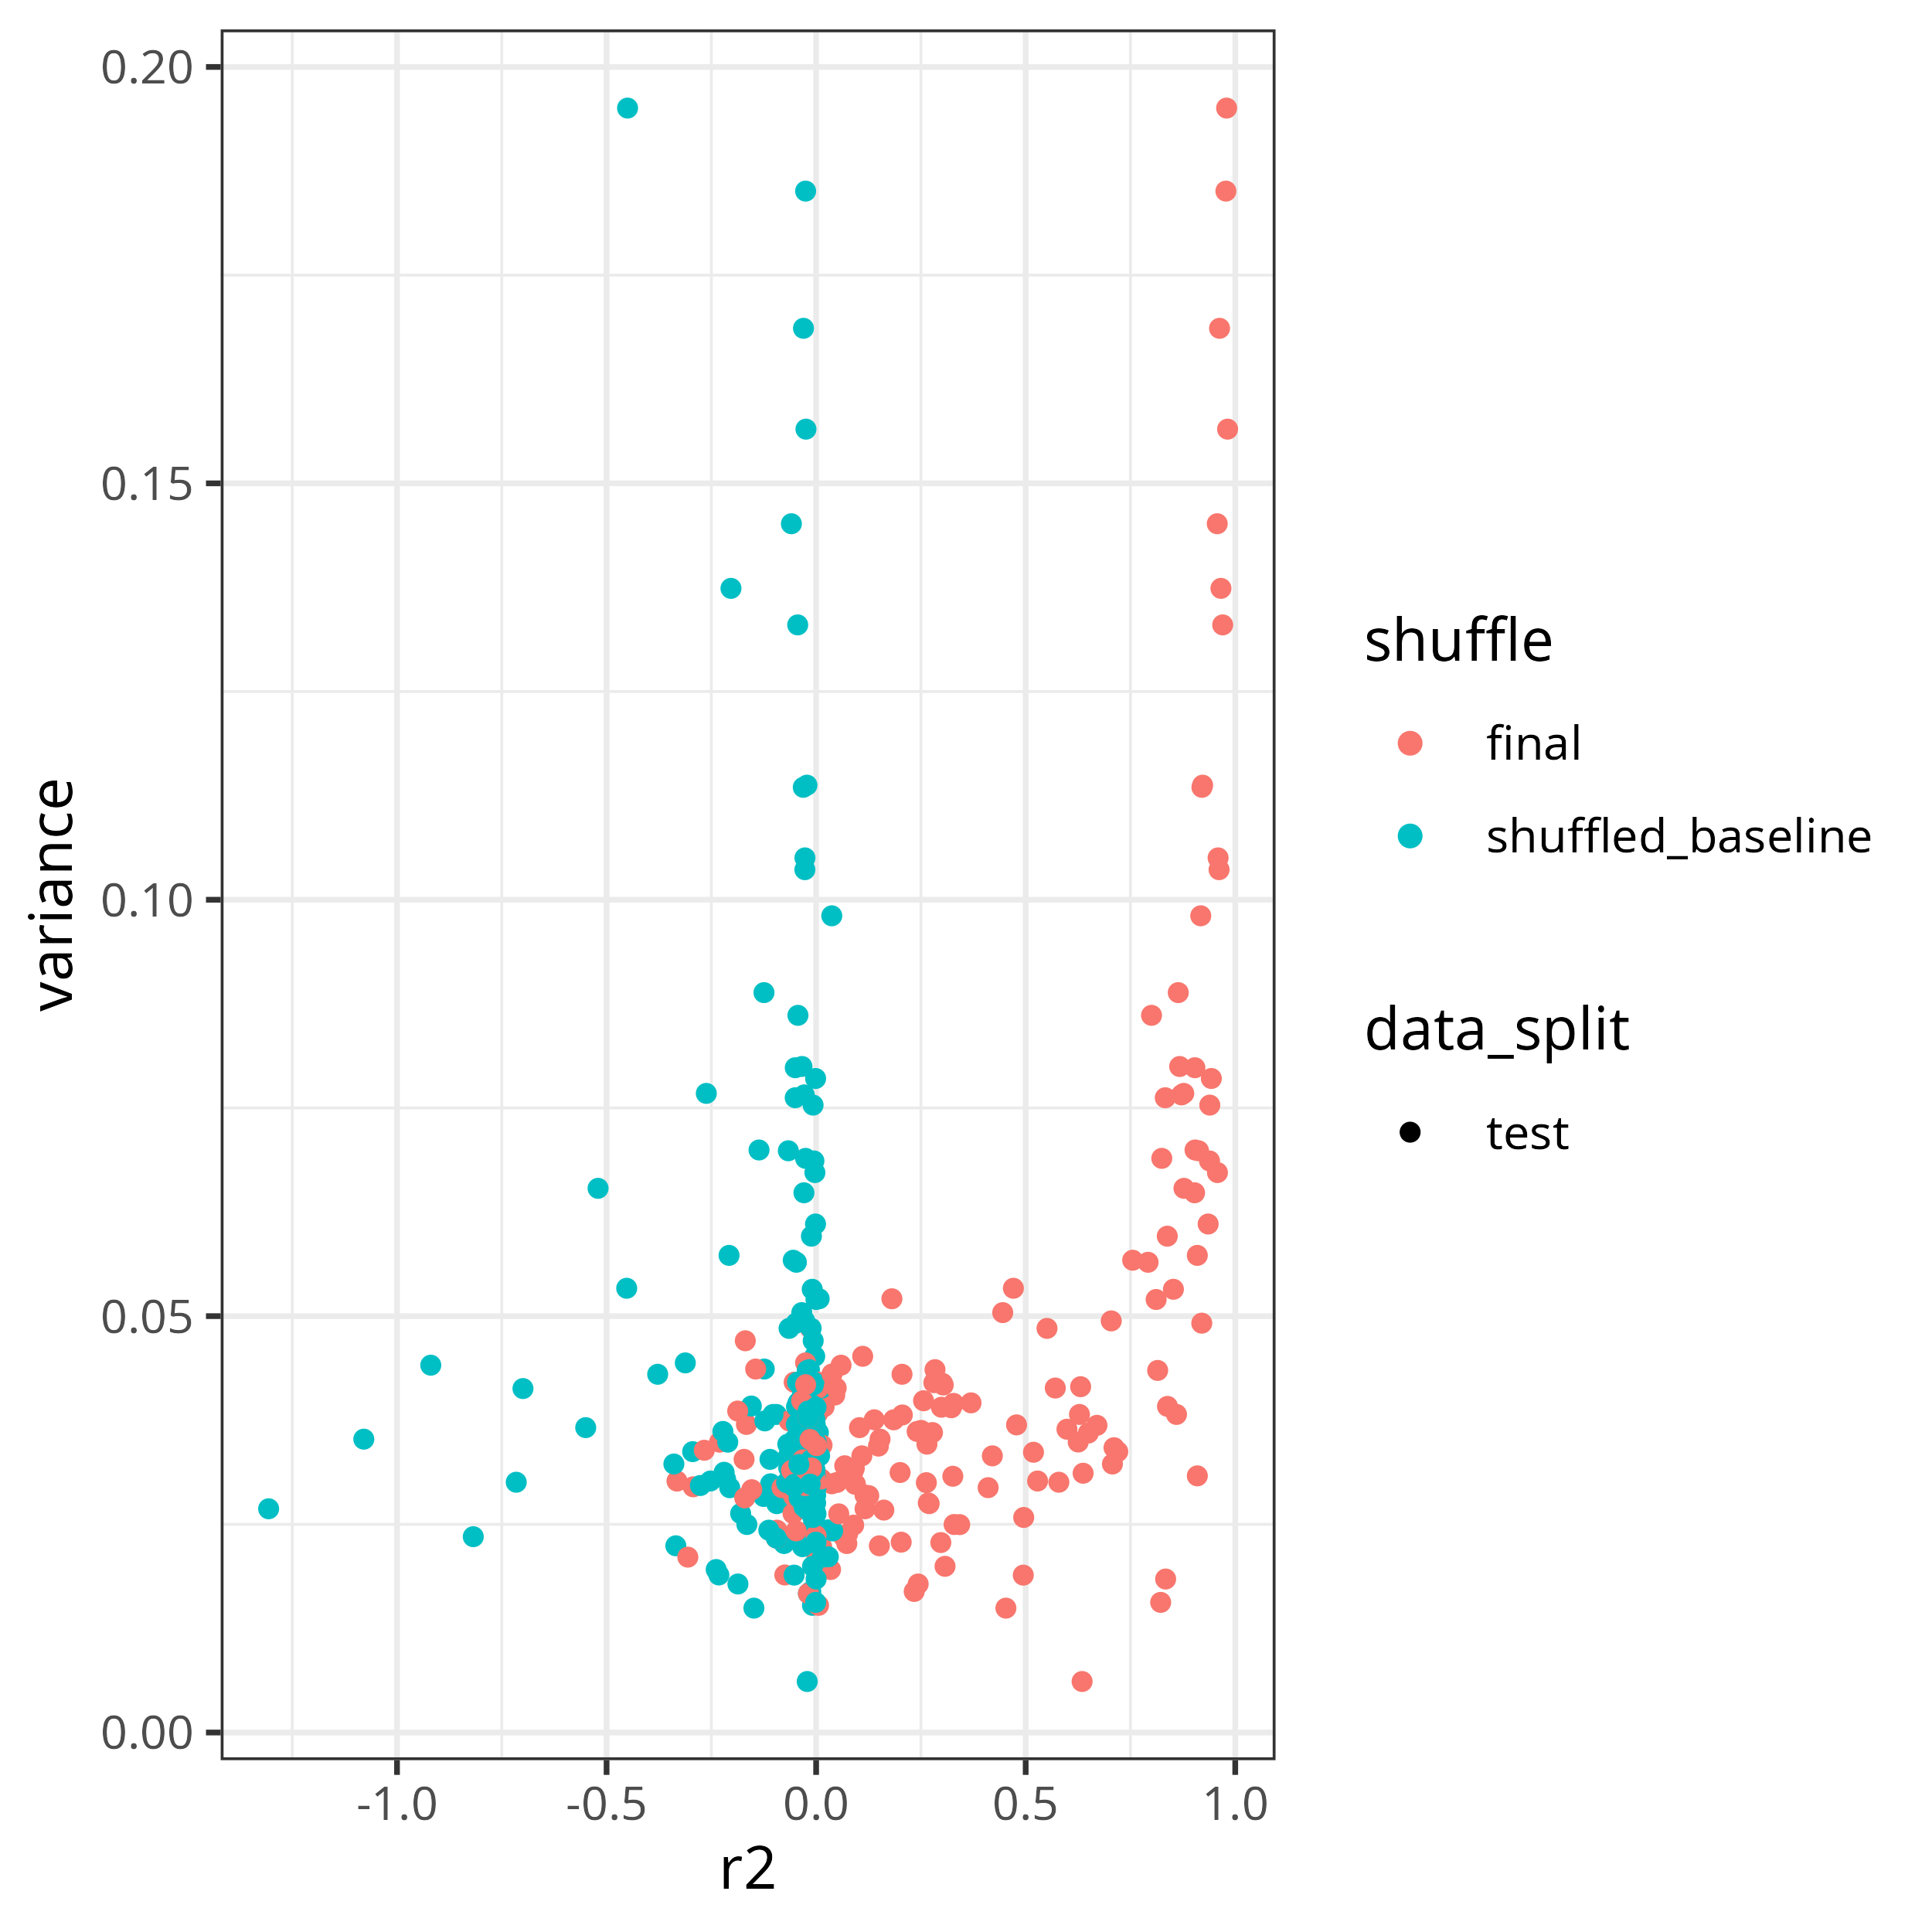 0.20
0.15
0.10
0.05
0.00
variance
-1.0 -0.5 0.0 0.5 1.0
r2
shuffle
final
shuffled_baseline
data_split
test